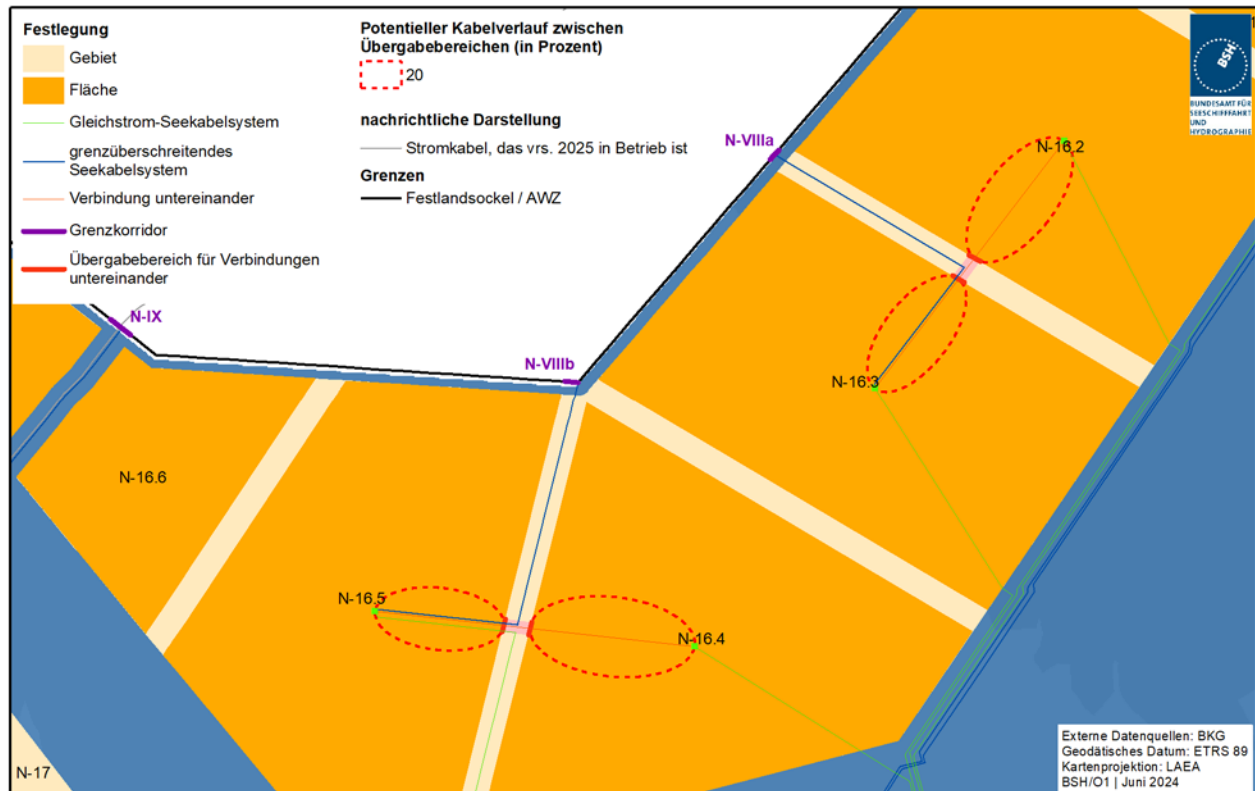 Festlegung
Gebiet
Fläche
Gleichstrom-Seekabelsystem
grenzüberschreitendes
Seekabelsystem
Verbindung untereinander
Grenzkorridor
Übergabebereich für Verbindungen
untereinander
Potentieller Kabelverlauf zwischen
Übergabebereichen (in Prozent)
20
nachrichtliche Darstellung
Stromkabel, das vrs. 2025 in Betrieb ist
Grenzen
Festlandsockel / AWZ
BSH
BUNDESAMT FÜR
SEESCHIFFFAHRT
UND
HYDROGRAPHIE
N-VIIIa
N-16.2
N-IX
N-VIIIb
N-16.3
N-16.6
N-16.5
N-16.4
N-17
Externe Datenquellen: BKG
Geodätisches Datum: ETRS 89
Kartenprojektion: LAEA
BSH/O1 | Juni 2024